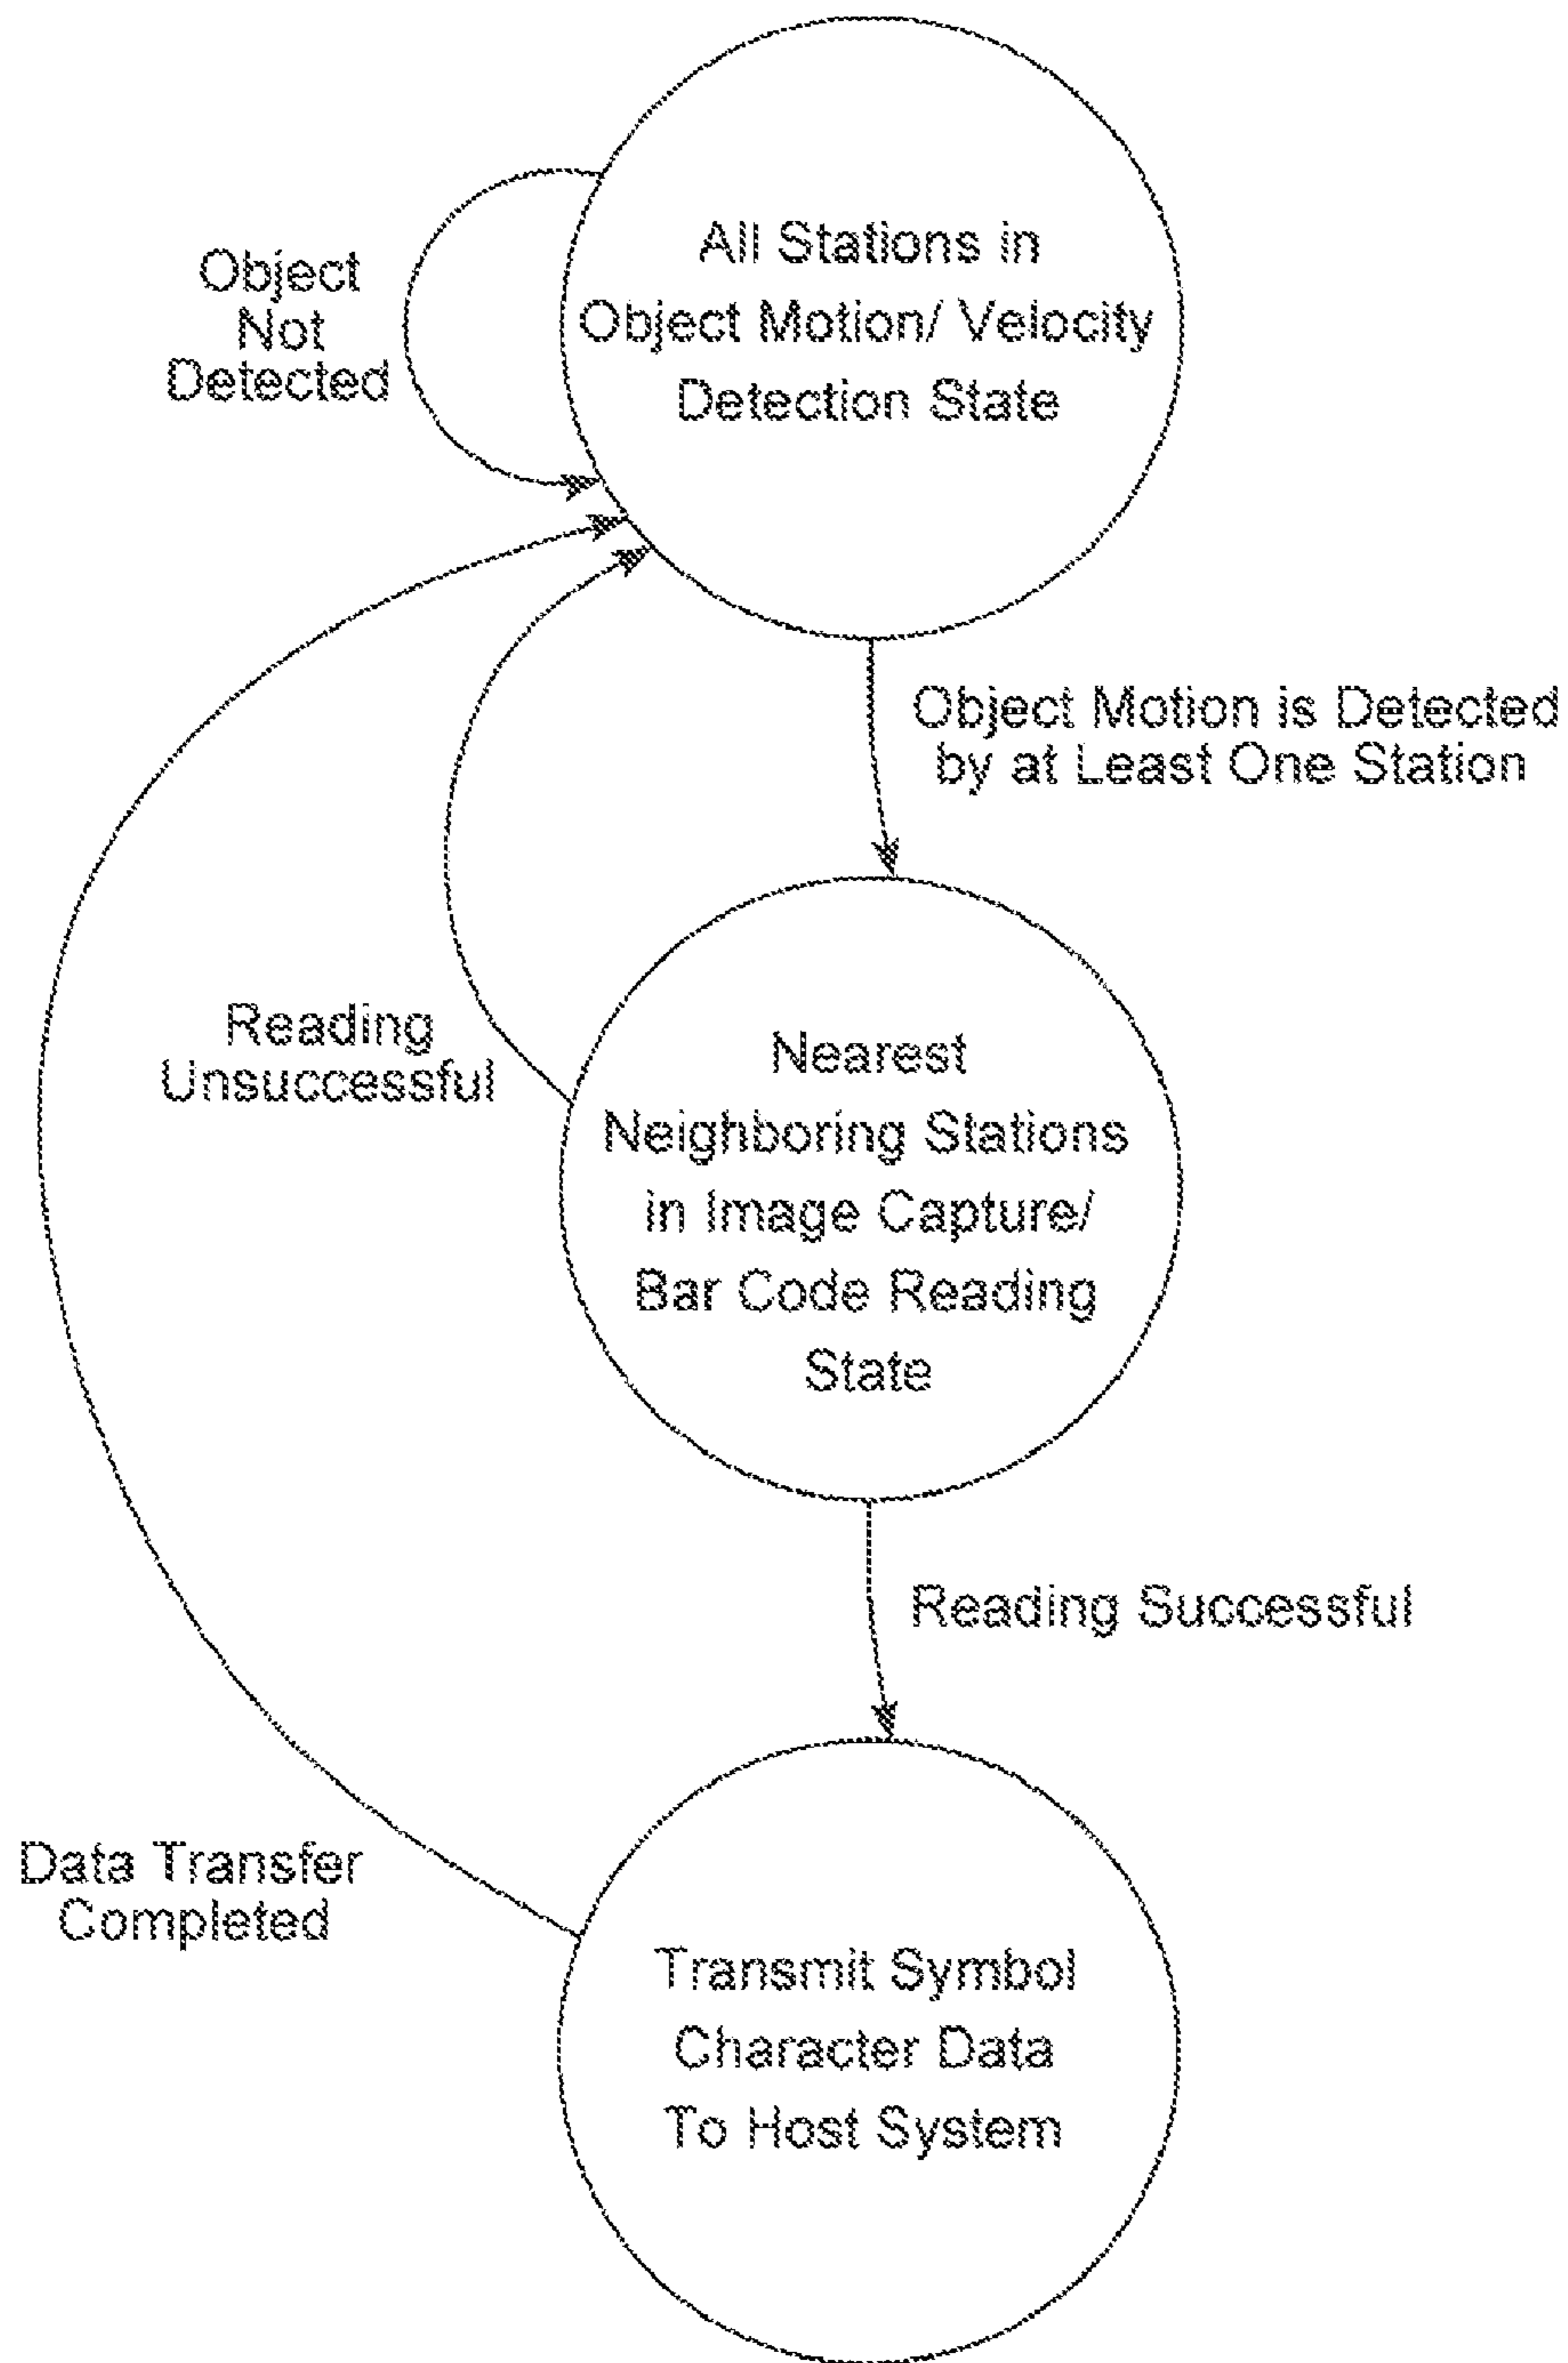 All Stations in
Object Motion/ Velocity
Detection State
Object
Not
Detected
Object Motion is Detected
by at Least One Station
Reading
Unsuccessful
Nearest
Neighboring Stations
in Image Capture/
Bar Code Reading
State
Reading Successful
Data Transfer
Completed
Transmit Symbol
Character Data
To Host System